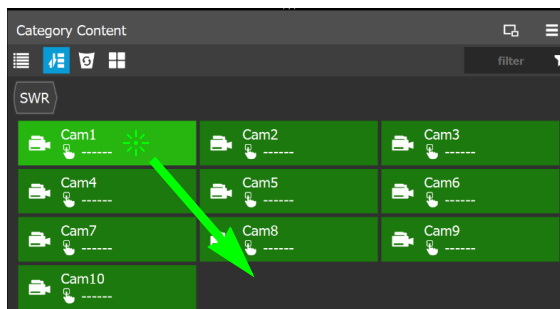 Category Content
filter
SWR
Cam1
------
Cam2
------
Cam3
------
Cam4
------
Cam5
------
Cam6
------
Cam7
------
Cam8
------
Cam9
------
Cam10
------